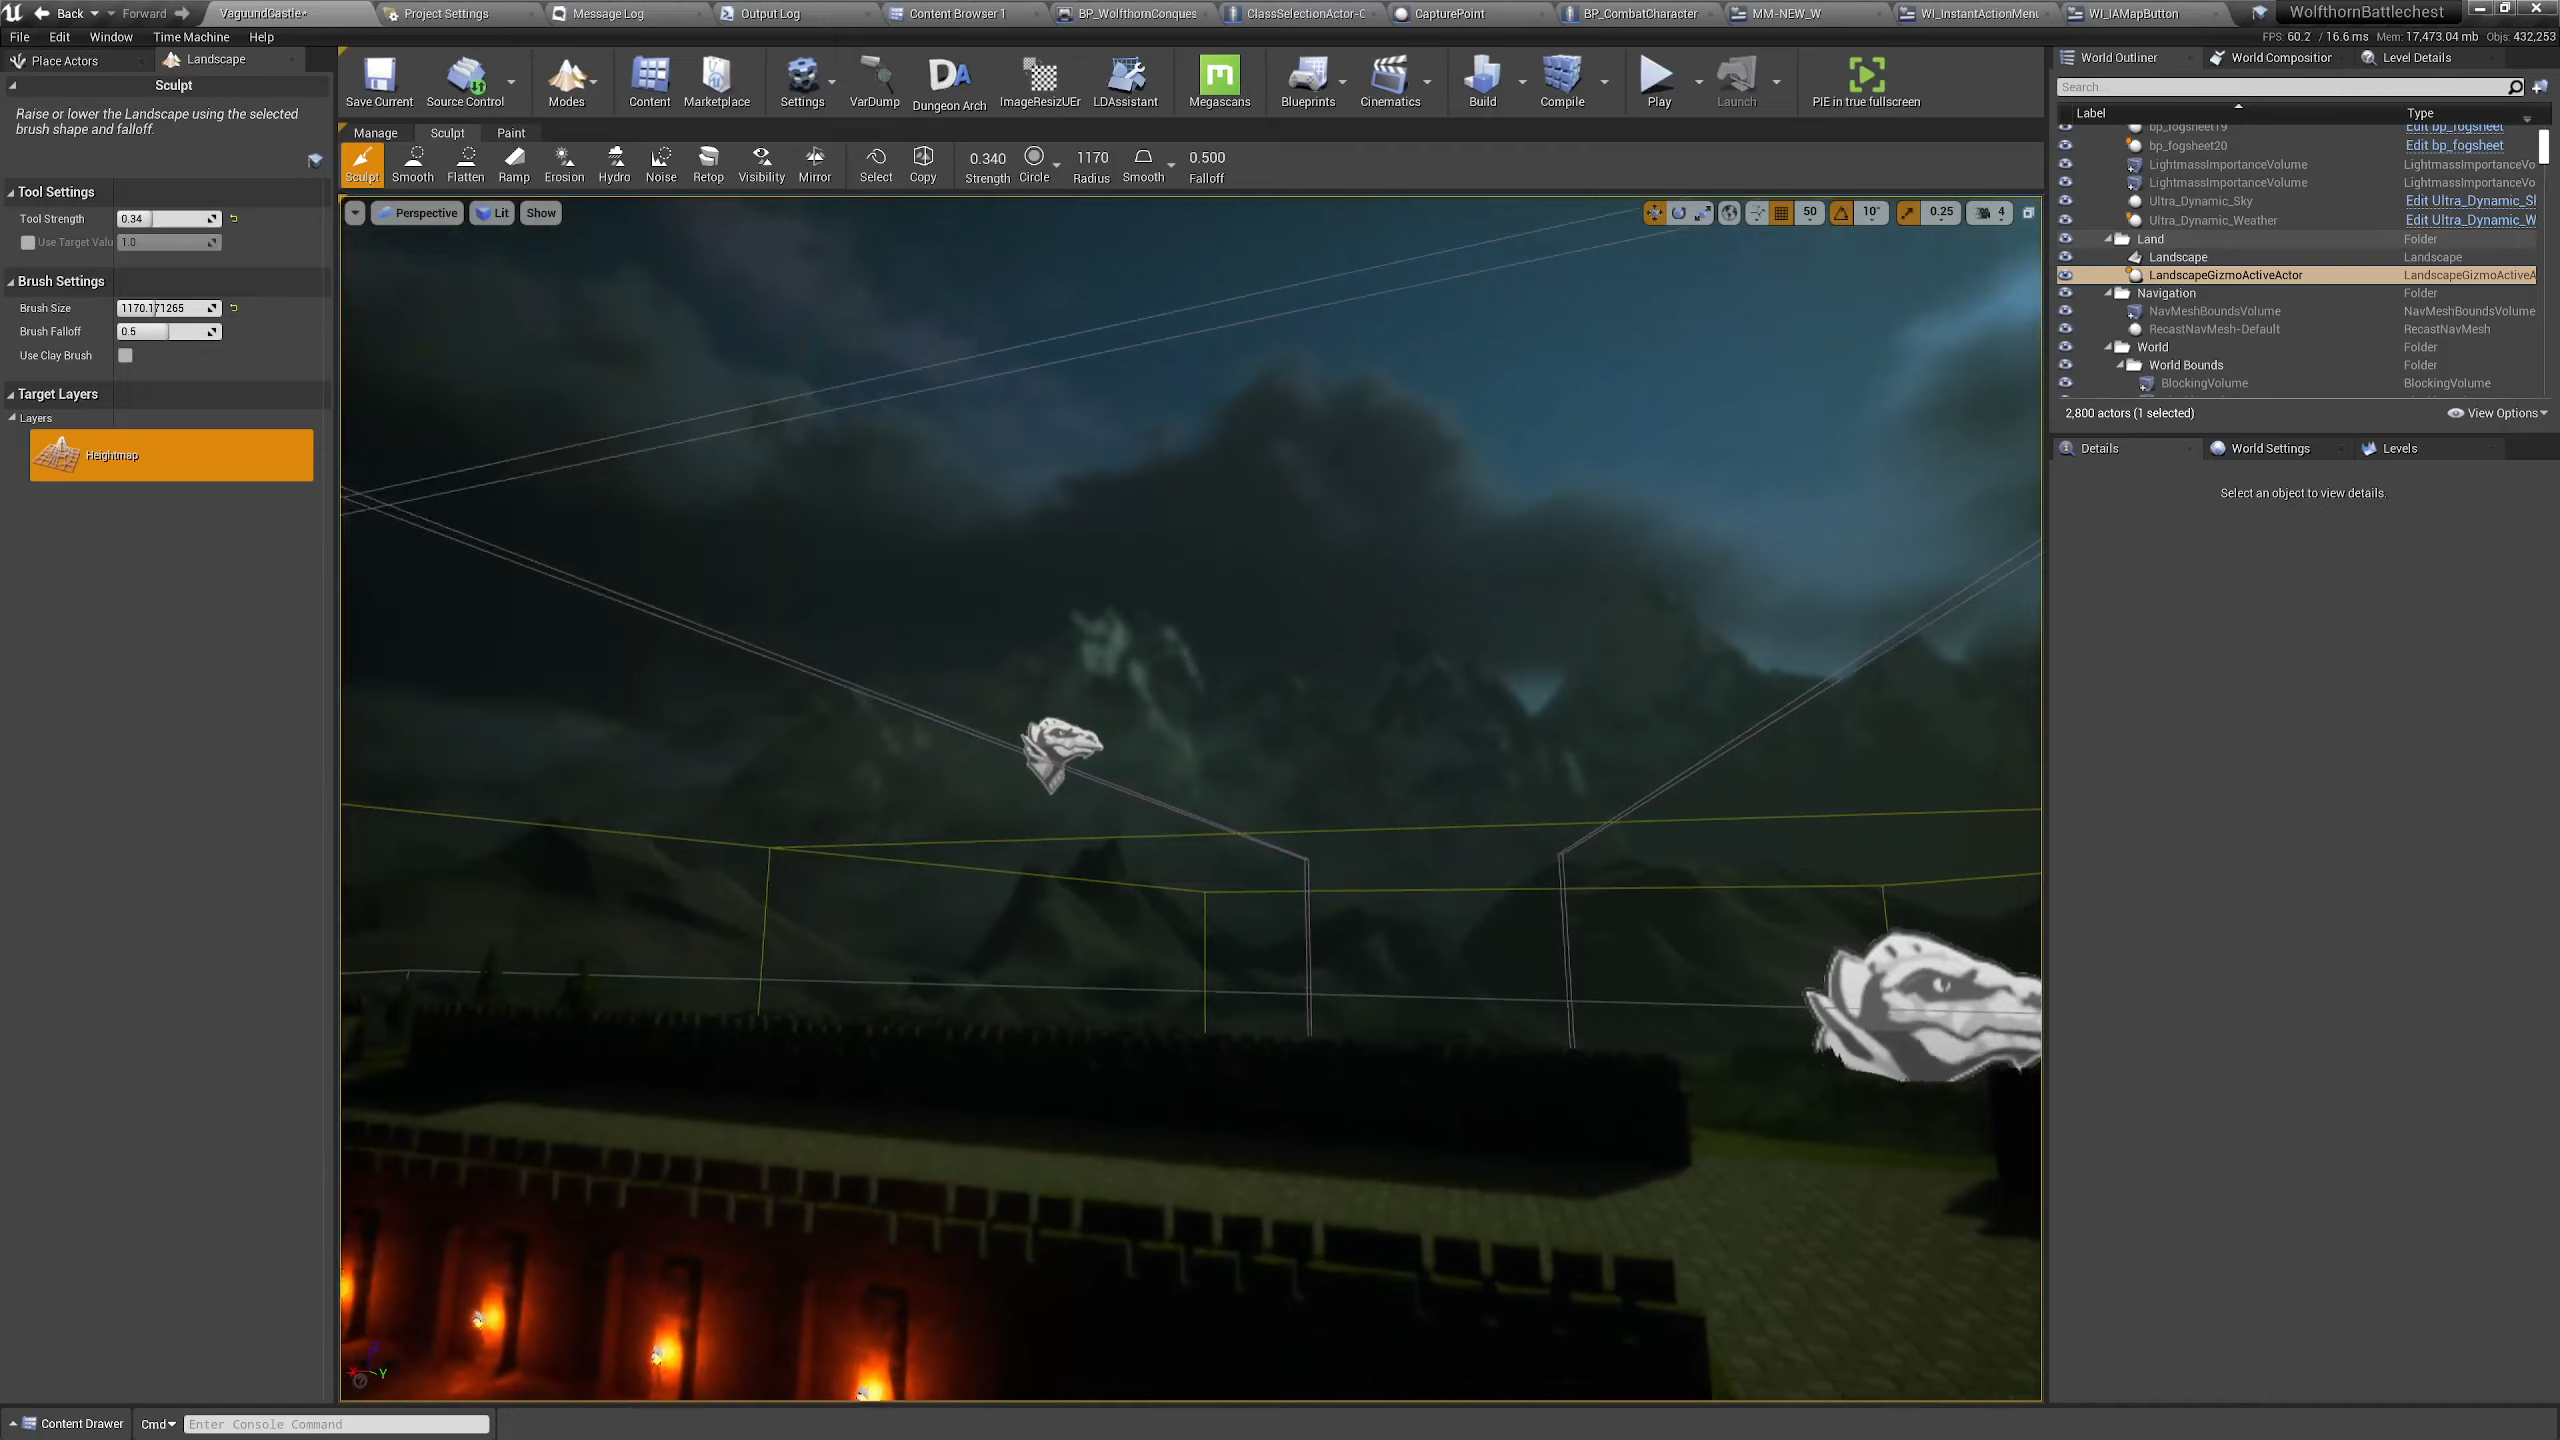 Back Forward VaguundCastle* Project Settings Message Log Output Log Content Browser 1 BP_WolfthornConques ClassSelectionActor-C CapturePoint BP_CombatCharacter MM-NEW_W WI_InstantActionMenu WI_IAMapButton WolfthornBattlechest
File Edit Window Time Machine Help
FPS: 60.2 / 16.6 ms Mem: 17,473.04 mb Objs: 432,253
Place Actors Landscape
Sculpt
Raise or lower the Landscape using the selected
brush shape and falloff.
Tool Settings
Tool Strength 0.34
Use Target Valu 1.0
Brush Settings
Brush Size 1170.171265
Brush Falloff 0.5
Use Clay Brush
Target Layers
Layers
Heightmap
Save Current Source Control Modes Content Marketplace Settings VarDump Dungeon Arch ImageResizUEr LDAssistant Megascans Blueprints Cinematics Build Compile Play Launch PIE in true fullscreen
Manage Sculpt Paint
Sculpt Smooth Flatten Ramp Erosion Hydro Noise Retop Visibility Mirror Select Copy
0.340 Strength Circle 1170 Radius Smooth 0.500 Falloff
Perspective Lit Show
50 10° 0.25 4
World Outliner World Composition Level Details
Search...
Label Type
bp_fogsheet19 Edit bp_fogsheet
bp_fogsheet20 Edit bp_fogsheet
LightmassImportanceVolume LightmassImportanceVo
LightmassImportanceVolume LightmassImportanceVo
Ultra_Dynamic_Sky Edit Ultra_Dynamic_Sk
Ultra_Dynamic_Weather Edit Ultra_Dynamic_W
Land Folder
Landscape Landscape
LandscapeGizmoActiveActor LandscapeGizmoActiveA
Navigation Folder
NavMeshBoundsVolume NavMeshBoundsVolume
RecastNavMesh-Default RecastNavMesh
World Folder
World Bounds Folder
BlockingVolume BlockingVolume
2,800 actors (1 selected) View Options
Details World Settings Levels
Select an object to view details.
Y
Content Drawer Cmd Enter Console Command